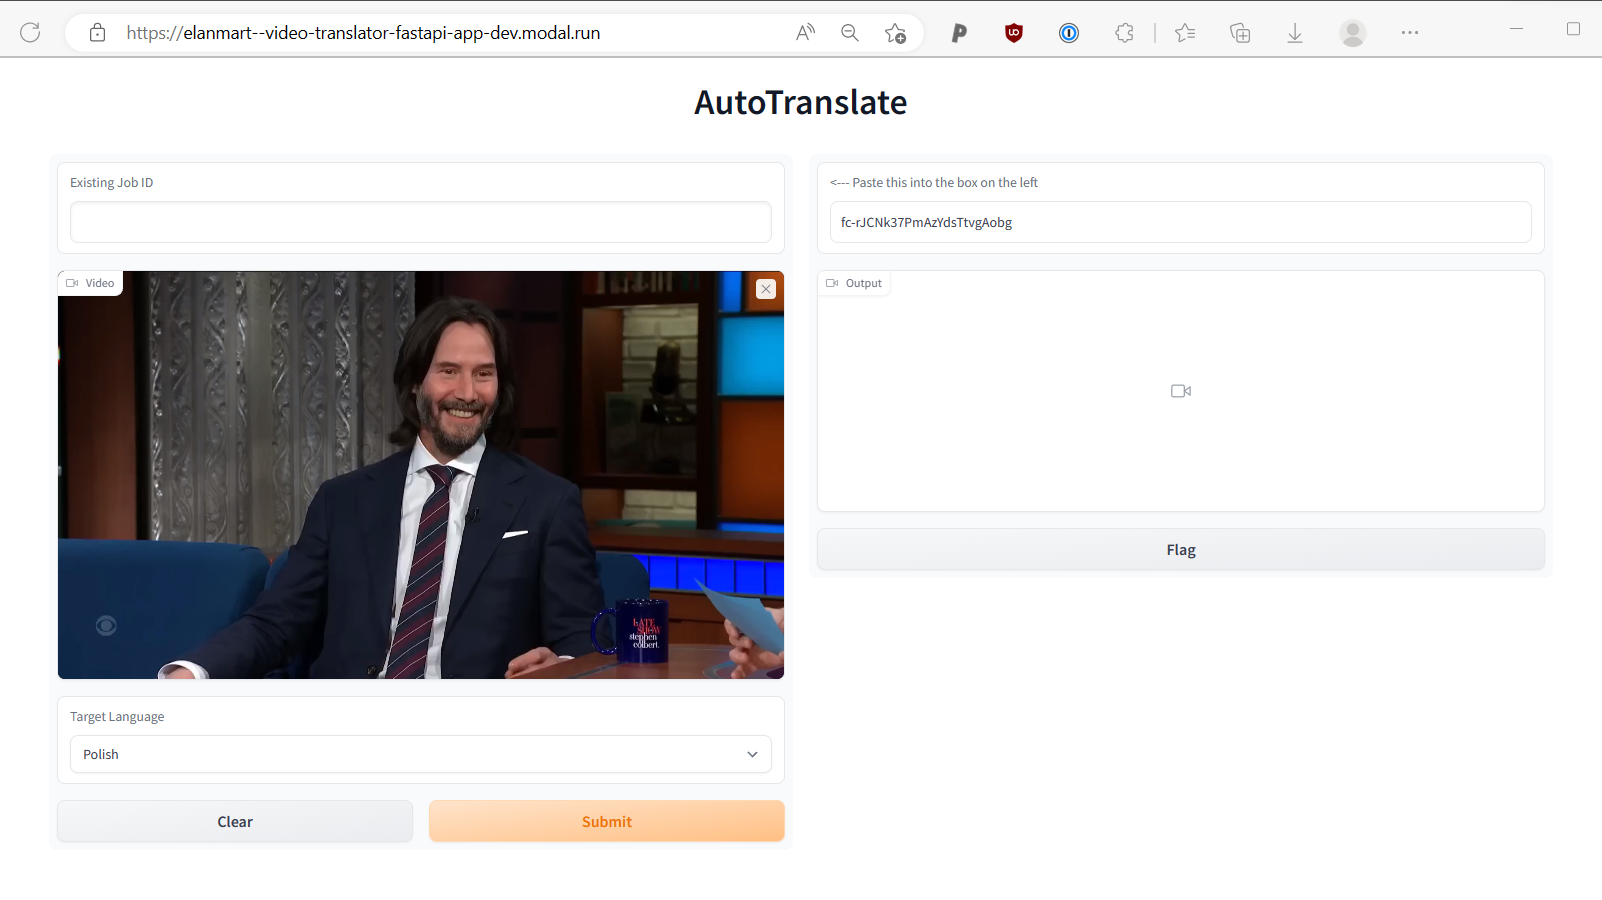 https://elanmart--video-translator-fastapi-app-dev.modal.run
AutoTranslate
Existing Job ID
Video
LATE
SHOW
stephen
colbert.
Target Language
Polish
Clear
Submit
<--- Paste this into the box on the left
fc-rJCNk37PmAzYdsTtvgAobg
Output
Flag